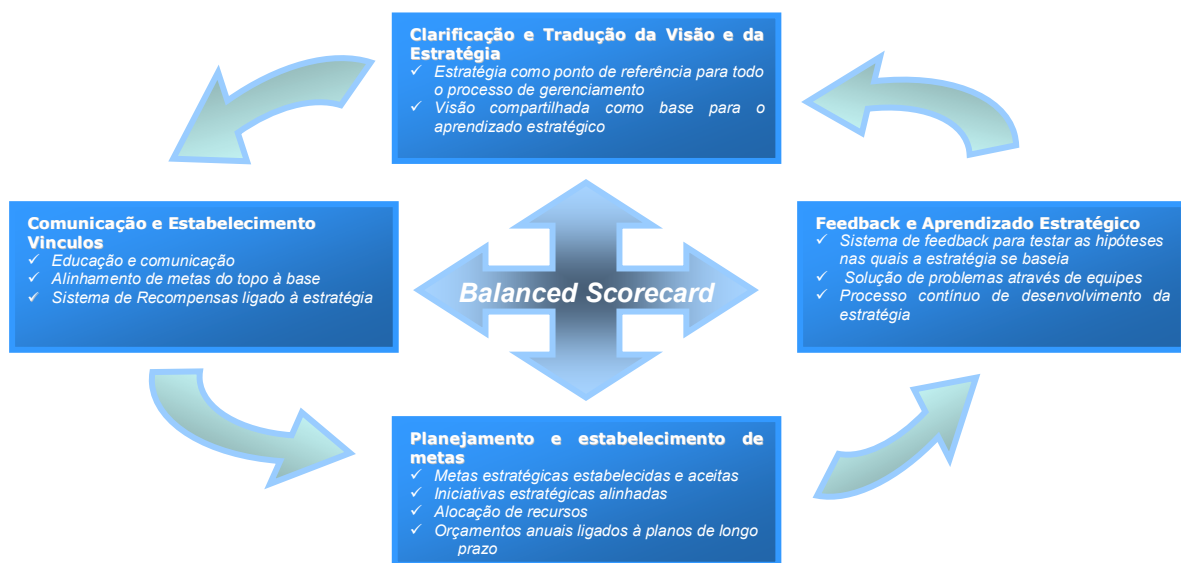 Clarificação e Tradução da Visão e da
Estratégia
✓ Estratégia como ponto de referência para todo
o processo de gerenciamento
✓ Visão compartilhada como base para o
aprendizado estratégico
Comunicação e Estabelecimento
Vinculos
✓ Educação e comunicação
✓ Alinhamento de metas do topo à base
✓ Sistema de Recompensas ligado à estratégia
Balanced Scorecard
Feedback e Aprendizado Estratégico
✓ Sistema de feedback para testar as hipóteses
nas quais a estratégia se baseia
✓ Solução de problemas através de equipes
✓ Processo contínuo de desenvolvimento da
estratégia
Planejamento e estabelecimento de
metas
✓ Metas estratégicas estabelecidas e aceitas
✓ Iniciativas estratégicas alinhadas
✓ Alocação de recursos
✓ Orçamentos anuais ligados à planos de longo
prazo